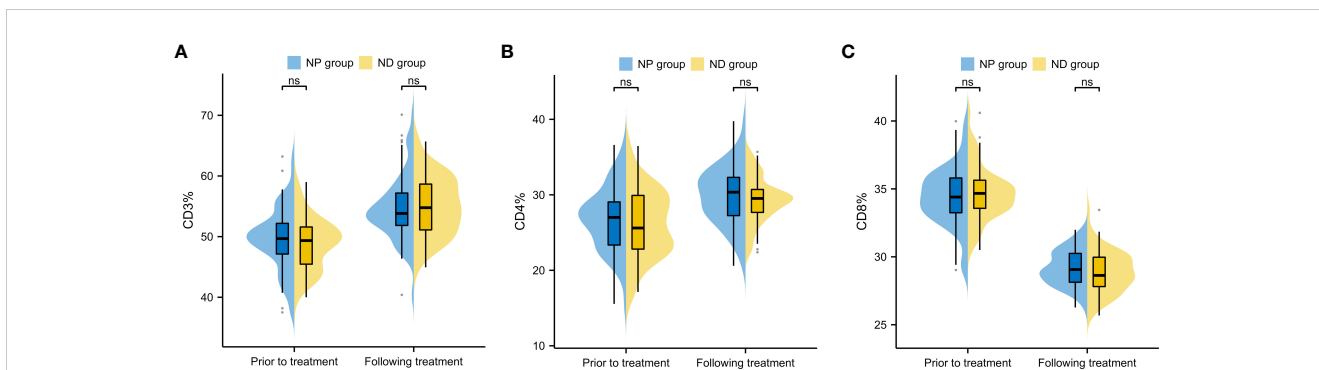 A
NP group ND group
ns
ns
CD3%
70
60
50
40
Prior to treatment
Following treatment
B
NP group ND group
ns
ns
CD4%
40
30
20
10
Prior to treatment
Following treatment
C
NP group ND group
ns
ns
CD8%
40
35
30
25
Prior to treatment
Following treatment